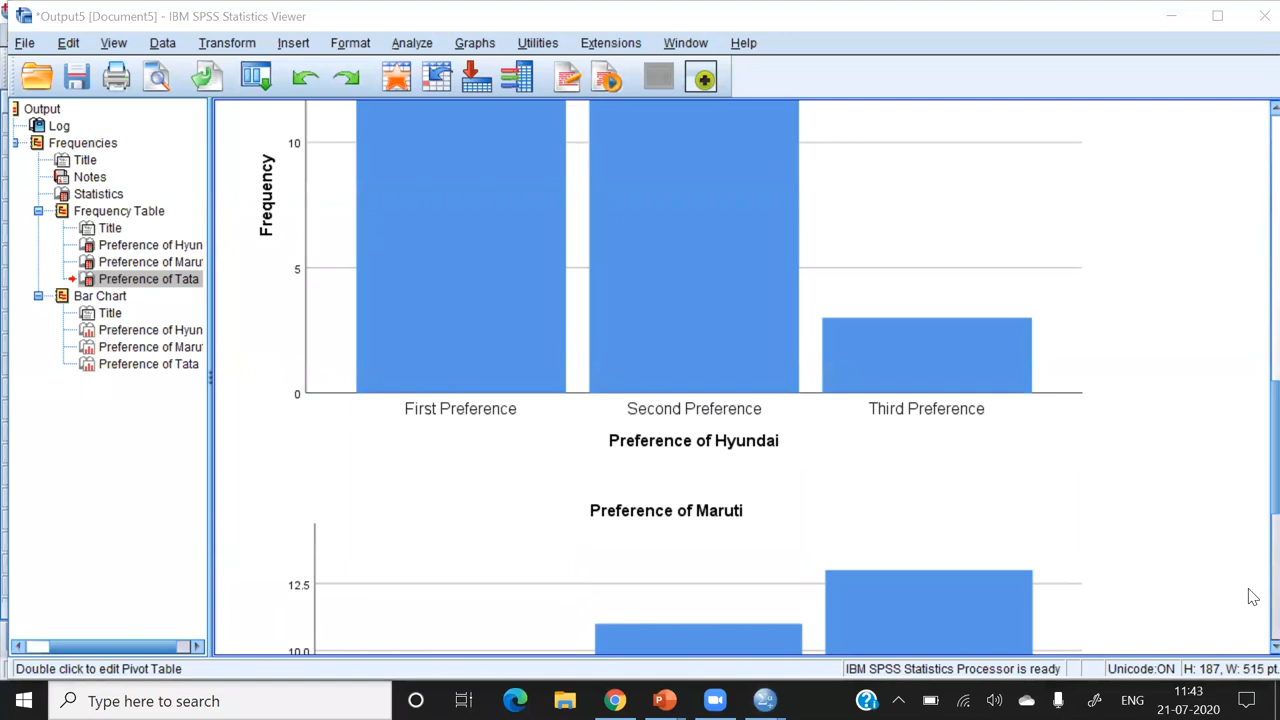 *Output5 [Document5] - IBM SPSS Statistics Viewer
File Edit View Data Transform Insert Format Analyze Graphs Utilities Extensions Window Help
Output
Log
Frequencies
Title
Notes
Statistics
Frequency Table
Title
Preference of Hyun
Preference of Maru
Preference of Tata
Bar Chart
Title
Preference of Hyun
Preference of Maru
Preference of Tata
Frequency
10
5
0
First Preference Second Preference Third Preference
Preference of Hyundai
Preference of Maruti
12.5
10.0
Double click to edit Pivot Table IBM SPSS Statistics Processor is ready Unicode:ON H: 187, W: 515 pt.
Type here to search ENG 11:43
21-07-2020